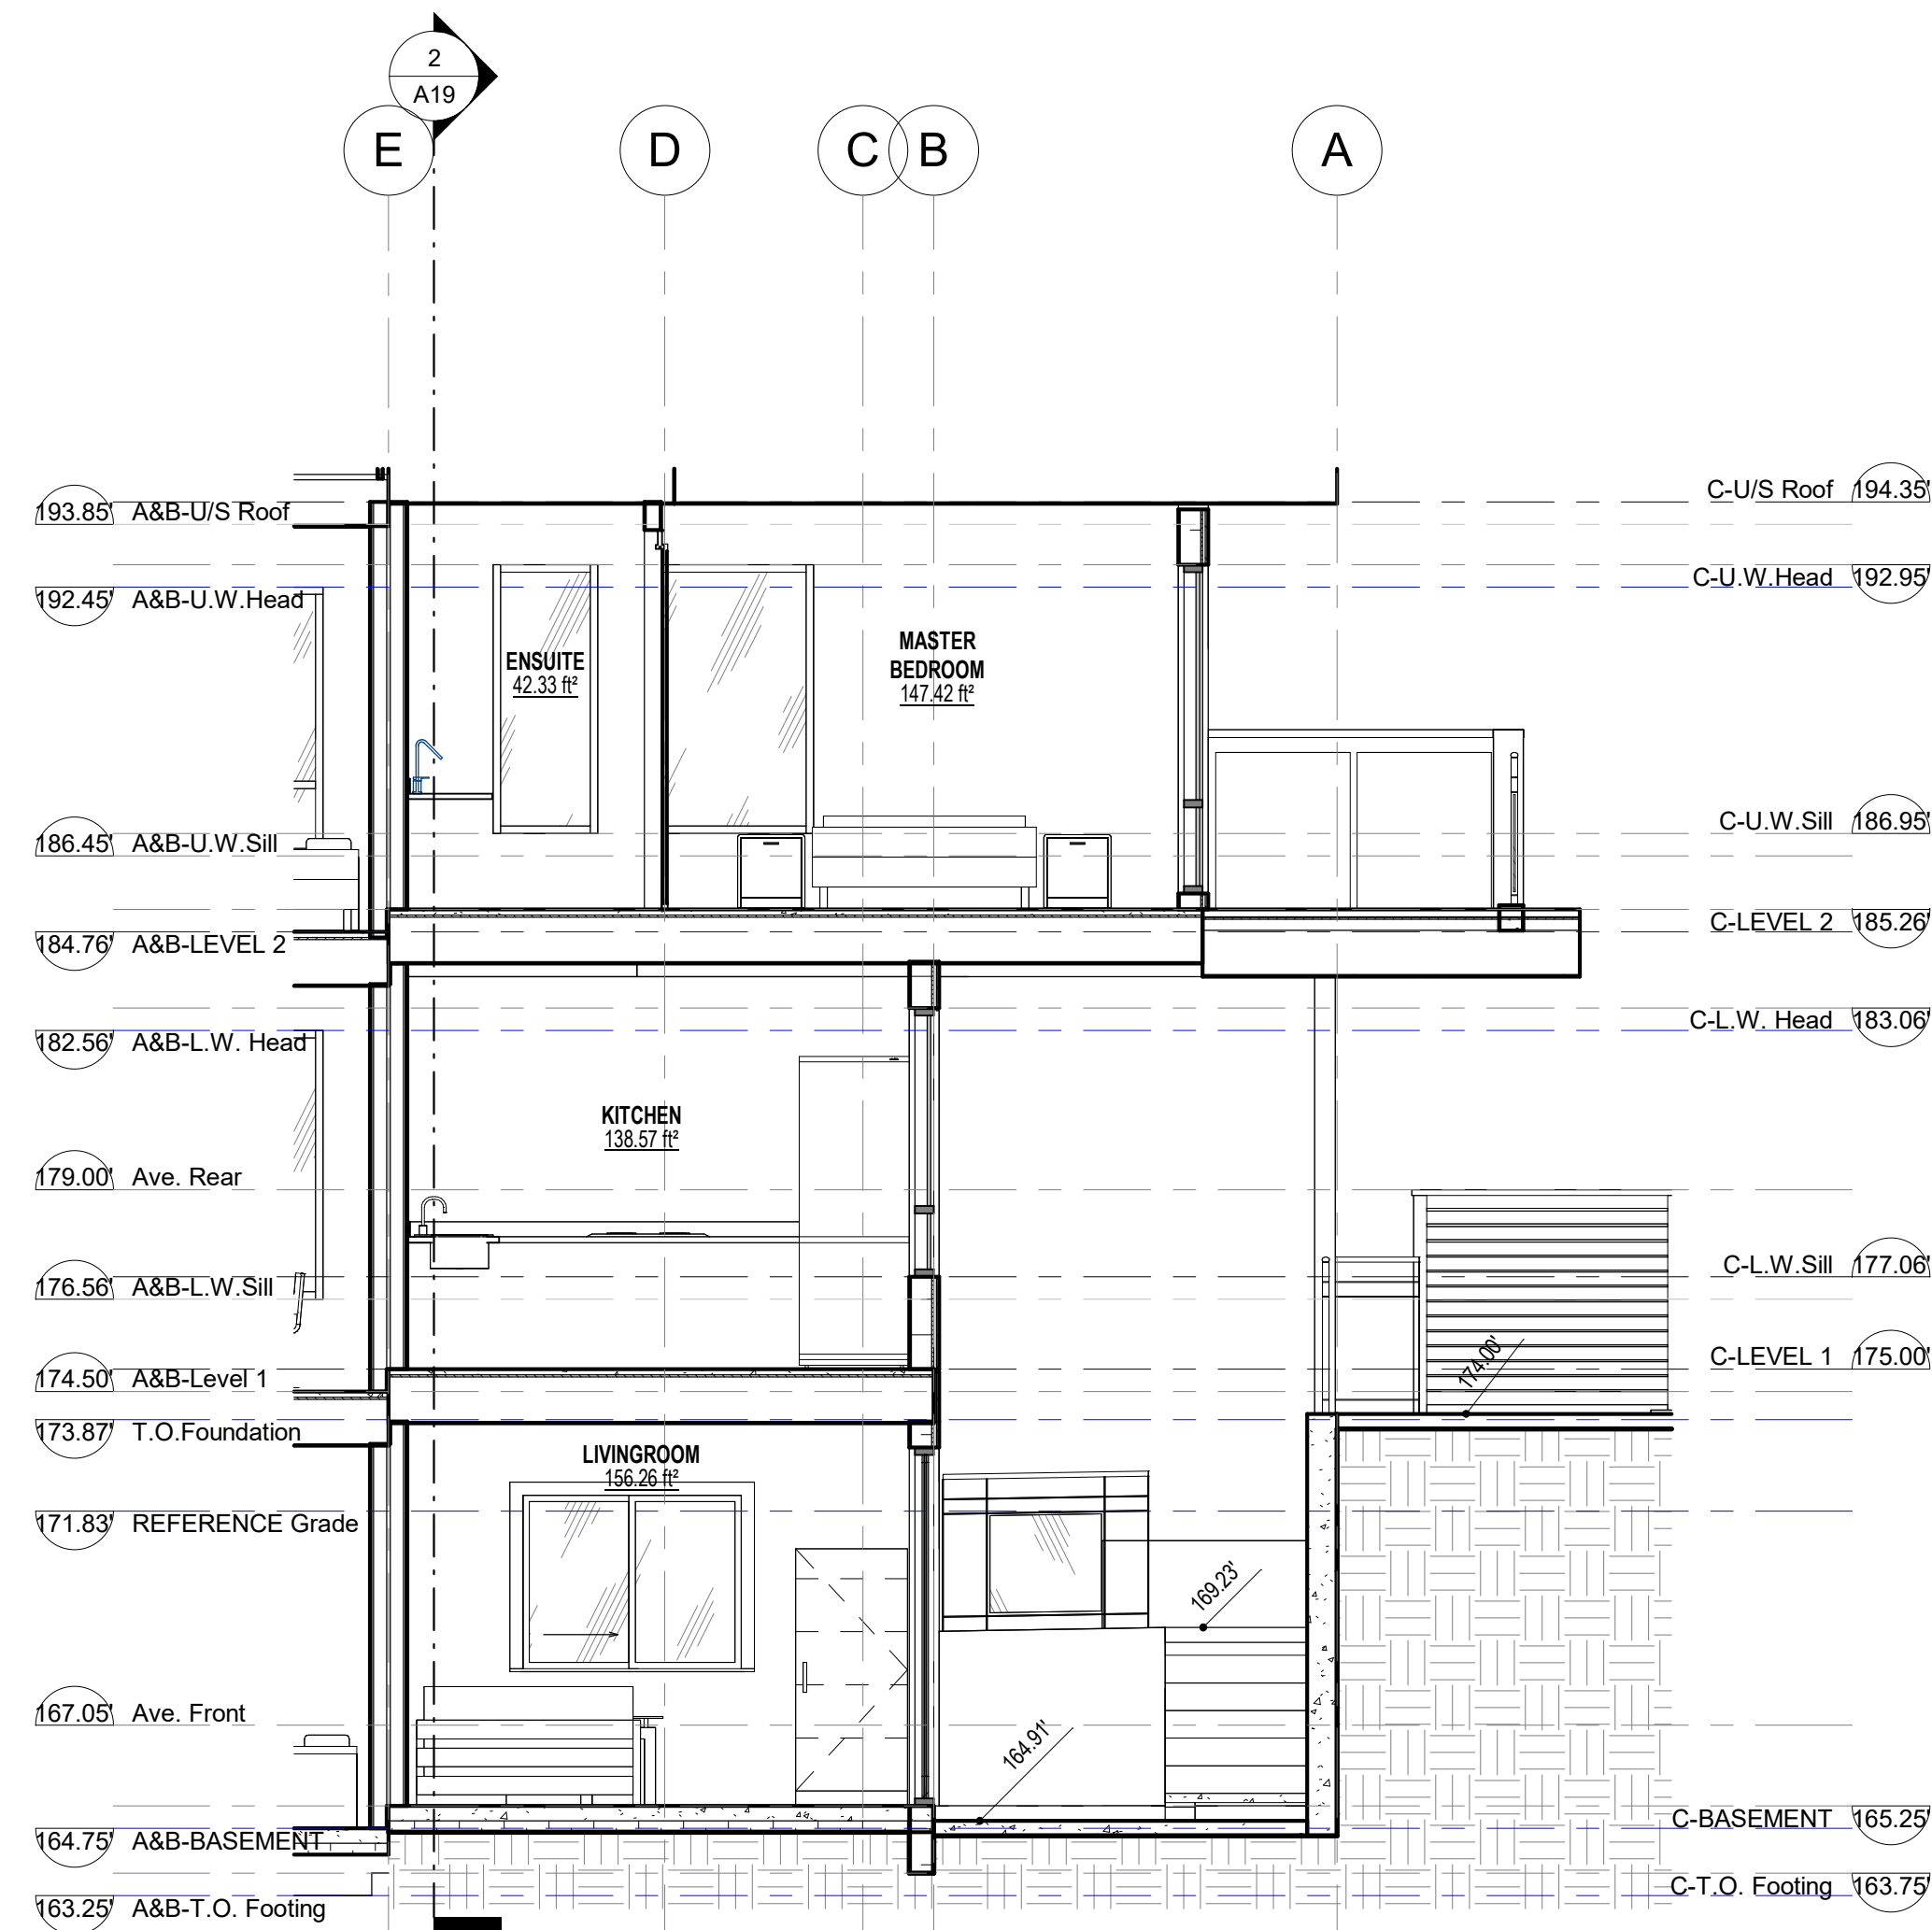 2
A19
E
D
C
B
A
193.85' A&B-U/S Roof
C-U/S Roof 194.35'
192.45' A&B-U.W.Head
C-U.W.Head 192.95'
MASTER
BEDROOM
147.42 ft²
ENSUITE
42.33 ft²
186.45' A&B-U.W.Sill
C-U.W.Sill 186.95'
184.76' A&B-LEVEL 2
C-LEVEL 2 185.26'
182.56' A&B-L.W. Head
C-L.W. Head 183.06'
KITCHEN
138.57 ft²
179.00' Ave. Rear
176.56' A&B-L.W.Sill
C-L.W.Sill 177.06'
174.50' A&B-Level 1
174.00'
C-LEVEL 1 175.00'
173.87' T.O.Foundation
LIVINGROOM
156.26 ft²
171.83' REFERENCE Grade
169.23'
167.05' Ave. Front
164.91'
164.75' A&B-BASEMENT
C-BASEMENT 165.25'
163.25' A&B-T.O. Footing
C-T.O. Footing 163.75'